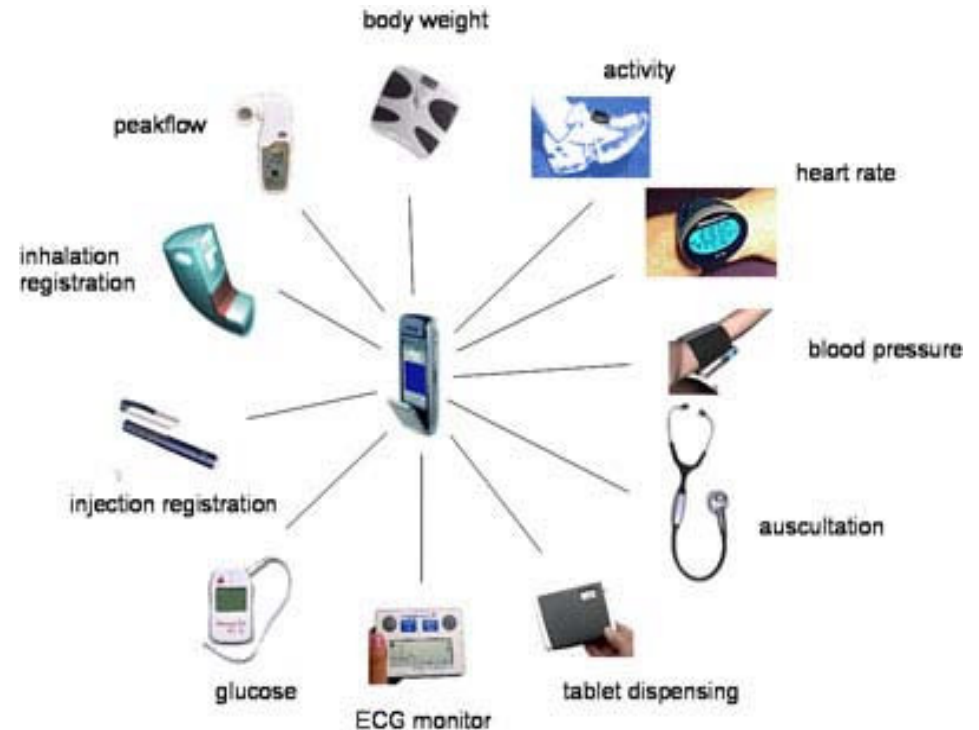 body weight
activity
peakflow
heart rate
inhalation
registration
blood pressure
injection registration
auscultation
glucose
tablet dispensing
ECG monitor